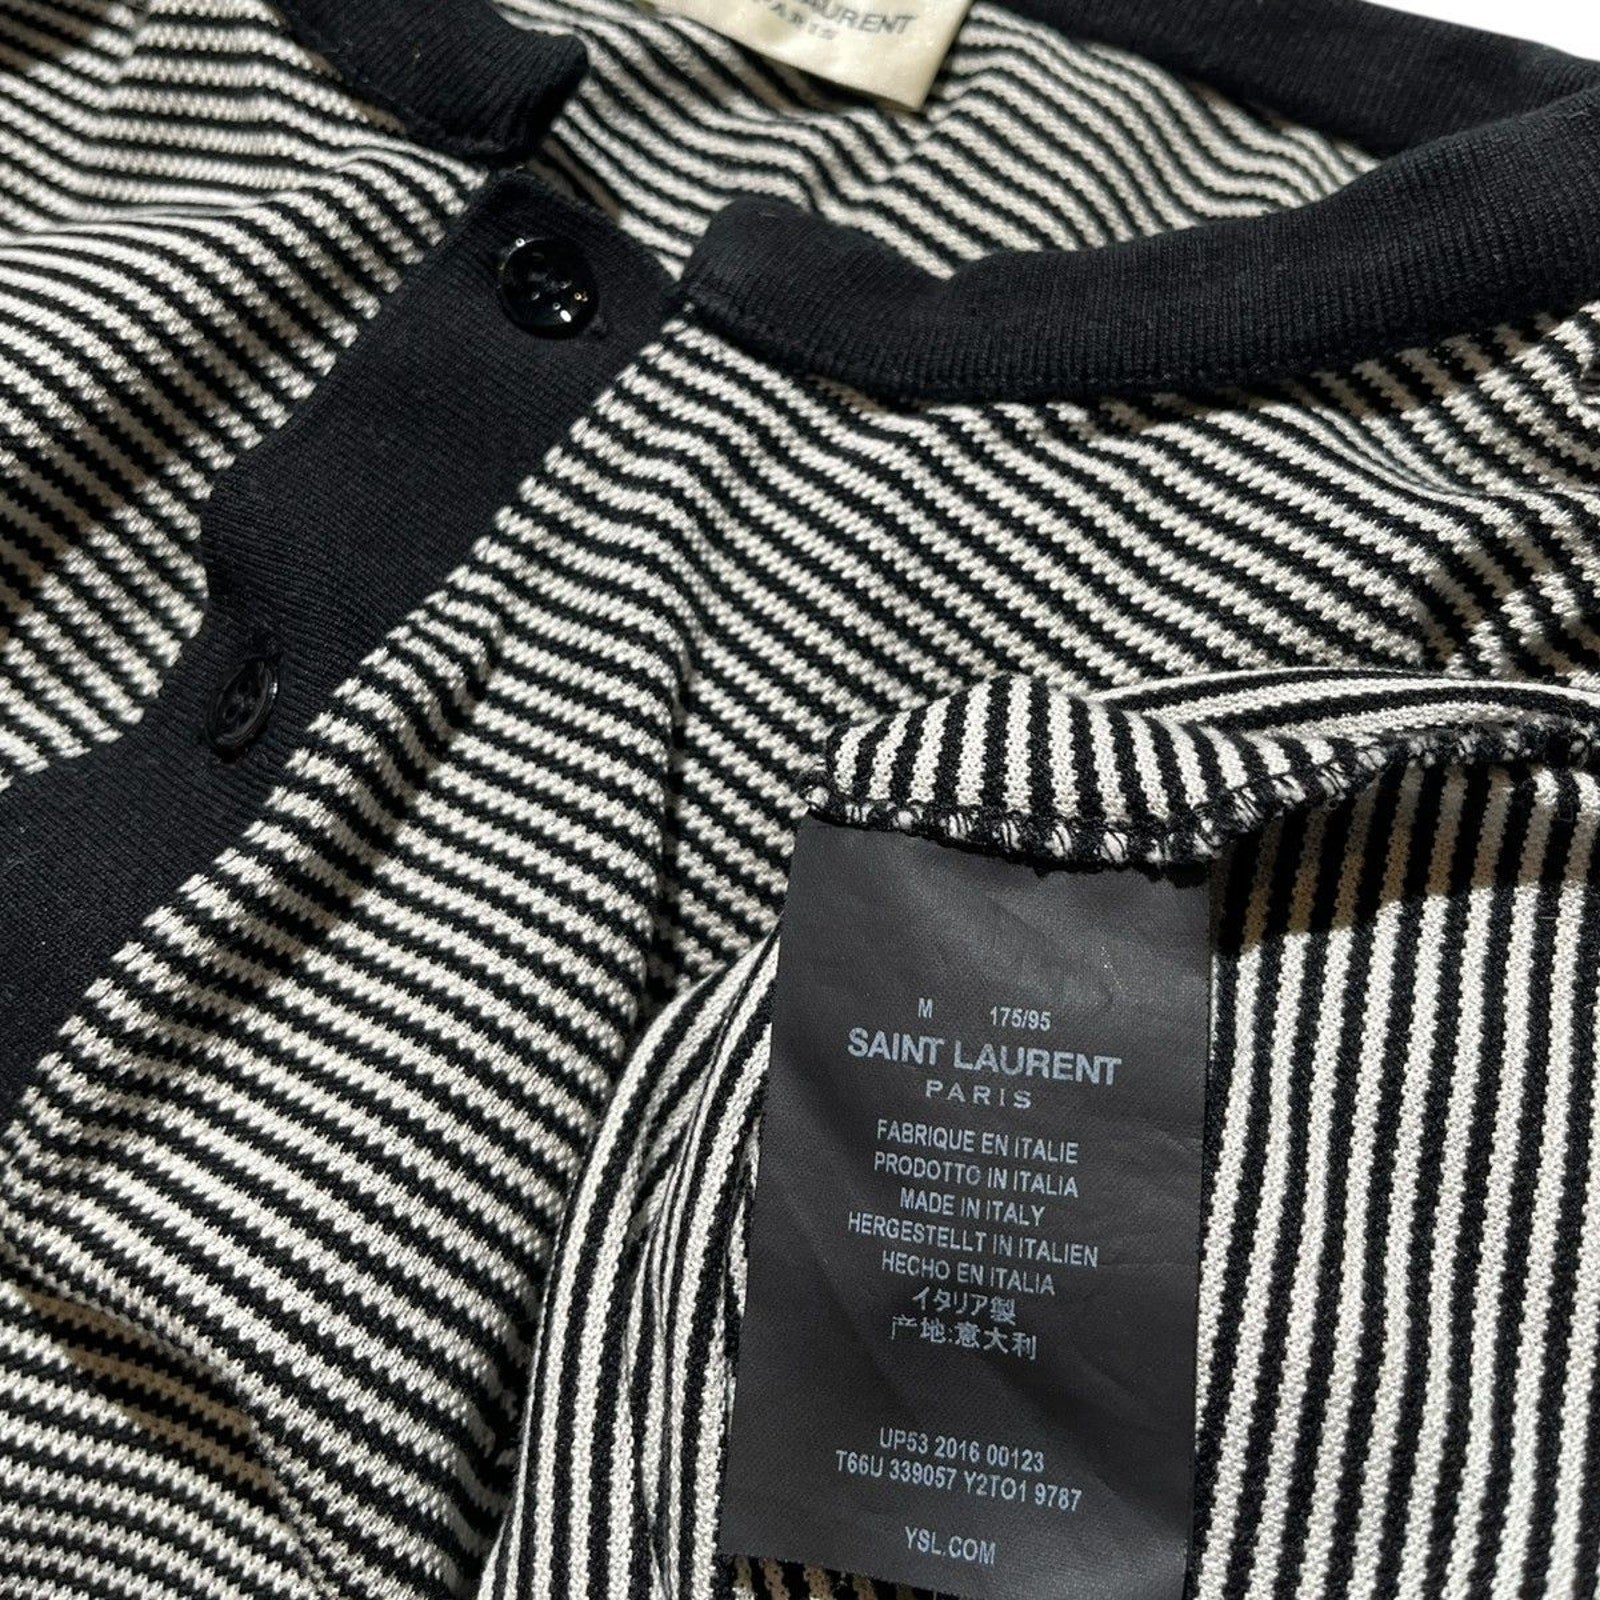 LAURENT
PARIS
M 175/95
SAINT LAURENT
PARIS
FABRIQUE EN ITALIE
PRODOTTO IN ITALIA
MADE IN ITALY
HERGESTELLT IN ITALIEN
HECHO EN ITALIA
イタリア製
产地:意大利
UP53 2016 00123
T66U 339057 Y2TO1 9787
YSL.COM